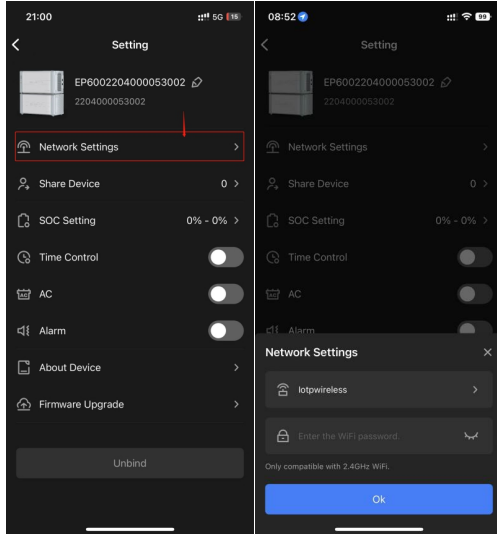 21:00
5G 15
Setting
EP6002204000053002
2204000053002
Network Settings
Share Device 0
SOC Setting 0% - 0%
Time Control
AC
Alarm
About Device
Firmware Upgrade
Unbind
08:52
99
Setting
EP6002204000053002
2204000053002
Network Settings
Share Device 0
SOC Setting 0% - 0%
Time Control
AC
Alarm
Network Settings
lotpwireless
Enter the WiFi password.
Only compatible with 2.4GHz WiFi.
Ok